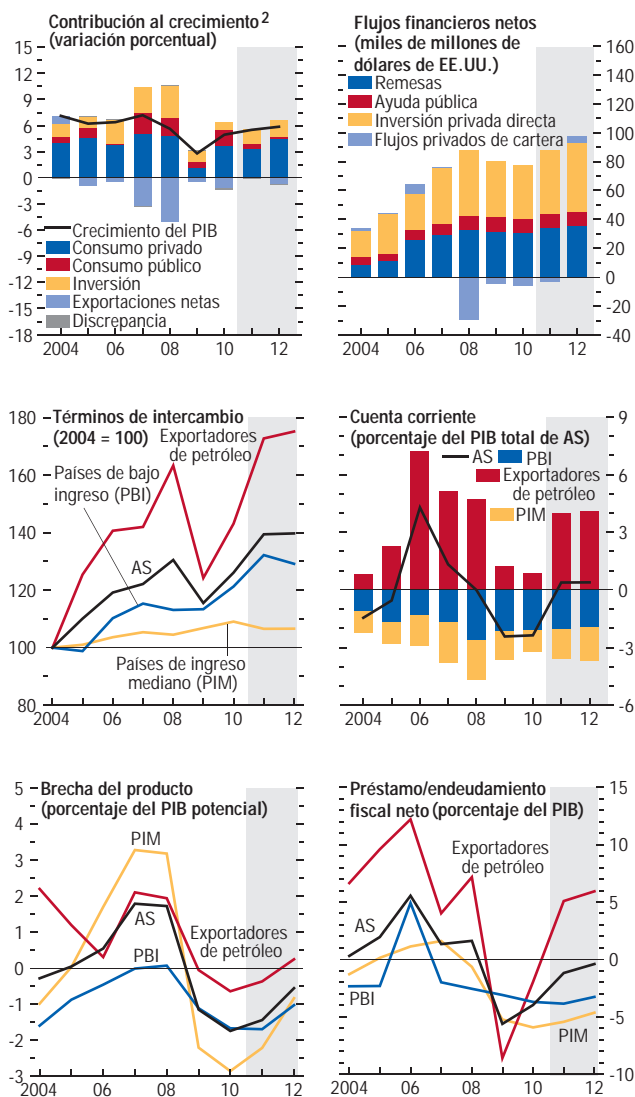 Contribución al crecimiento²
(variación porcentual)
15
12
9
6
3
0
-3
-6
-9
-12
-15
-18
Crecimiento del PIB
Consumo privado
Consumo público
Inversión
Exportaciones netas
Discrepancia
2004 06 08 10 12
Flujos financieros netos
(miles de millones de
dólares de EE.UU.)
Remesas
Ayuda pública
Inversión privada directa
Flujos privados de cartera
160
140
120
100
80
60
40
20
0
-20
-40
2004 06 08 10 12
Términos de intercambio
(2004 = 100)
Exportadores
de petróleo
Países de bajo
ingreso (PBI)
AS
Países de ingreso
mediano (PIM)
180
160
140
120
100
80
2004 06 08 10 12
Cuenta corriente
(porcentaje del PIB total de AS)
AS PBI
Exportadores
de petróleo
PIM
9
6
3
0
-3
-6
2004 06 08 10 12
Brecha del producto
(porcentaje del PIB potencial)
PIM
AS
Exportadores
de petróleo
PBI
5
4
3
2
1
0
-1
-2
-3
2004 06 08 10 12
Préstamo/endeudamiento
fiscal neto (porcentaje del PIB)
Exportadores
de petróleo
AS
PBI
PIM
15
10
5
0
-5
-10
2004 06 08 10 12